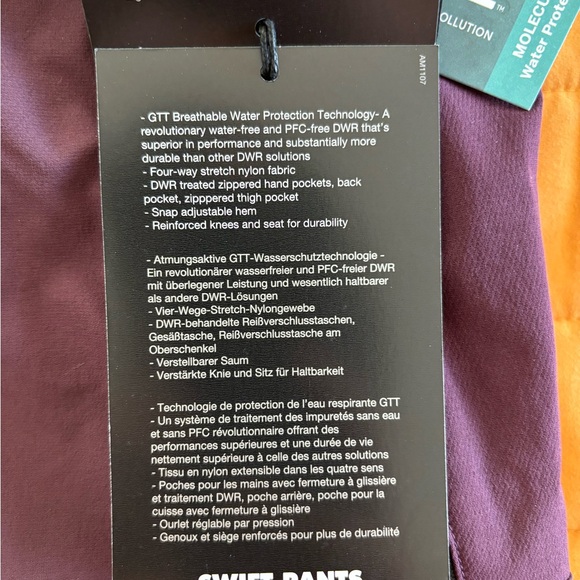 OLLUTION
TM
MOLECU
Water Prote
AM1107
- GTT Breathable Water Protection Technology- A
revolutionary water-free and PFC-free DWR that's
superior in performance and substantially more
durable than other DWR solutions
- Four-way stretch nylon fabric
- DWR treated zippered hand pockets, back
pocket, zipppered thigh pocket
- Snap adjustable hem
- Reinforced knees and seat for durability
- Atmungsaktive GTT-Wasserschutztechnologie -
Ein revolutionärer wasserfreier und PFC-freier DWR
mit überlegener Leistung und wesentlich haltbarer
als andere DWR-Lösungen
- Vier-Wege-Stretch-Nylongewebe
- DWR-behandelte Reißverschlusstaschen,
Gesäßtasche, Reißverschlusstasche am
Oberschenkel
- Verstellbarer Saum
- Verstärkte Knie und Sitz für Haltbarkeit
- Technologie de protection de l'eau respirante GTT
- Un système de traitement des impuretés sans eau
et sans PFC révolutionnaire offrant des
performances supérieures et une durée de vie
nettement supérieure à celle des autres solutions
- Tissu en nylon extensible dans les quatre sens
- Poches pour les mains avec fermeture à glissière
et traitement DWR, poche arrière, poche pour la
cuisse avec fermeture à glissière
- Ourlet réglable par pression
- Genoux et siège renforcés pour plus de durabilité
SWIFT PANTS